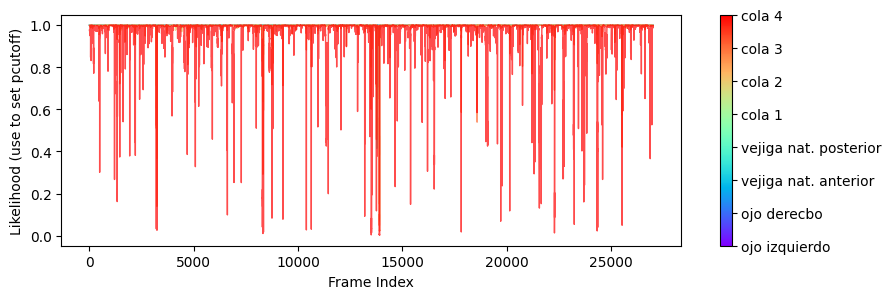 Likelihood (use to set pcutoff)
1.0
0.8
0.6
0.4
0.2
0.0
0
5000
10000
15000
20000
25000
Frame Index
cola 4
cola 3
cola 2
cola 1
vejiga nat. posterior
vejiga nat. anterior
ojo derecbo
ojo izquierdo